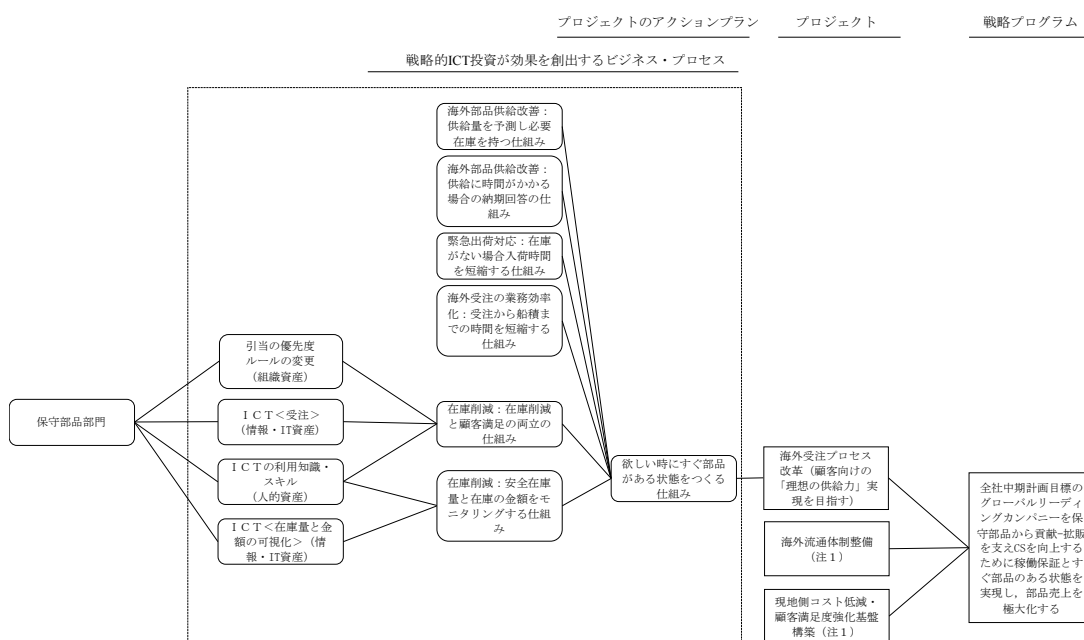 プロジェクトのアクションプラン
プロジェクト
戦略プログラム
戦略的ICT投資が効果を創出するビジネス・プロセス
海外部品供給改善：
供給量を予測し必要
在庫を持つ仕組み
海外部品供給改善：
供給に時間がかかる
場合の納期回答の仕
組み
緊急出荷対応：在庫
がない場合入荷時間
を短縮する仕組み
海外受注の業務効率
化：受注から船積ま
での時間を短縮する
仕組み
引当の優先度
ルールの変更
（組織資産）
保守部品部門
ＩＣＴ＜受注＞
（情報・IT資産）
ＩＣＴの利用知識・
スキル
（人的資産）
ＩＣＴ＜在庫量と金
額の可視化＞（情
報・IT資産）
在庫削減：在庫削減
と顧客満足の両立の
仕組み
在庫削減：安全在庫
量と在庫の金額をモ
ニタリングする仕組
み
欲しい時にすぐ部品
がある状態をつくる
仕組み
海外受注プロセス
改革（顧客向けの
「理想の供給力」実
現を目指す）
海外流通体制整備
（注１）
現地側コスト低減・
顧客満足度強化基盤
構築（注１）
全社中期計画目標の
グローバルリーディ
ングカンパニーを保
守部品から貢献-拡販
を支えCSを向上する
ために稼働保証とす
ぐ部品のある状態を
実現し，部品売上を
極大化する